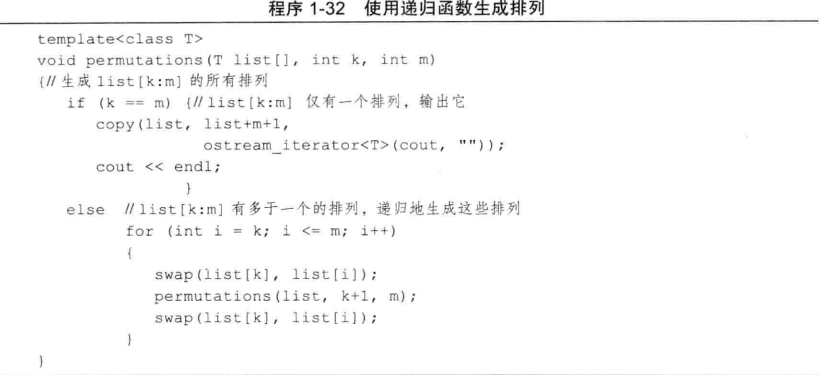 程序 1-32 使用递归函数生成排列
template<class T>
void permutations(T list[], int k, int m)
{// 生成 list[k:m] 的所有排列
if (k == m) {// list[k:m] 仅有一个排列，输出它
copy(list, list+m+1,
ostream_iterator<T>(cout, ""));
cout << endl;
}
else // list[k:m] 有多于一个的排列，递归地生成这些排列
for (int i = k; i <= m; i++)
{
swap(list[k], list[i]);
permutations(list, k+1, m);
swap(list[k], list[i]);
}
}